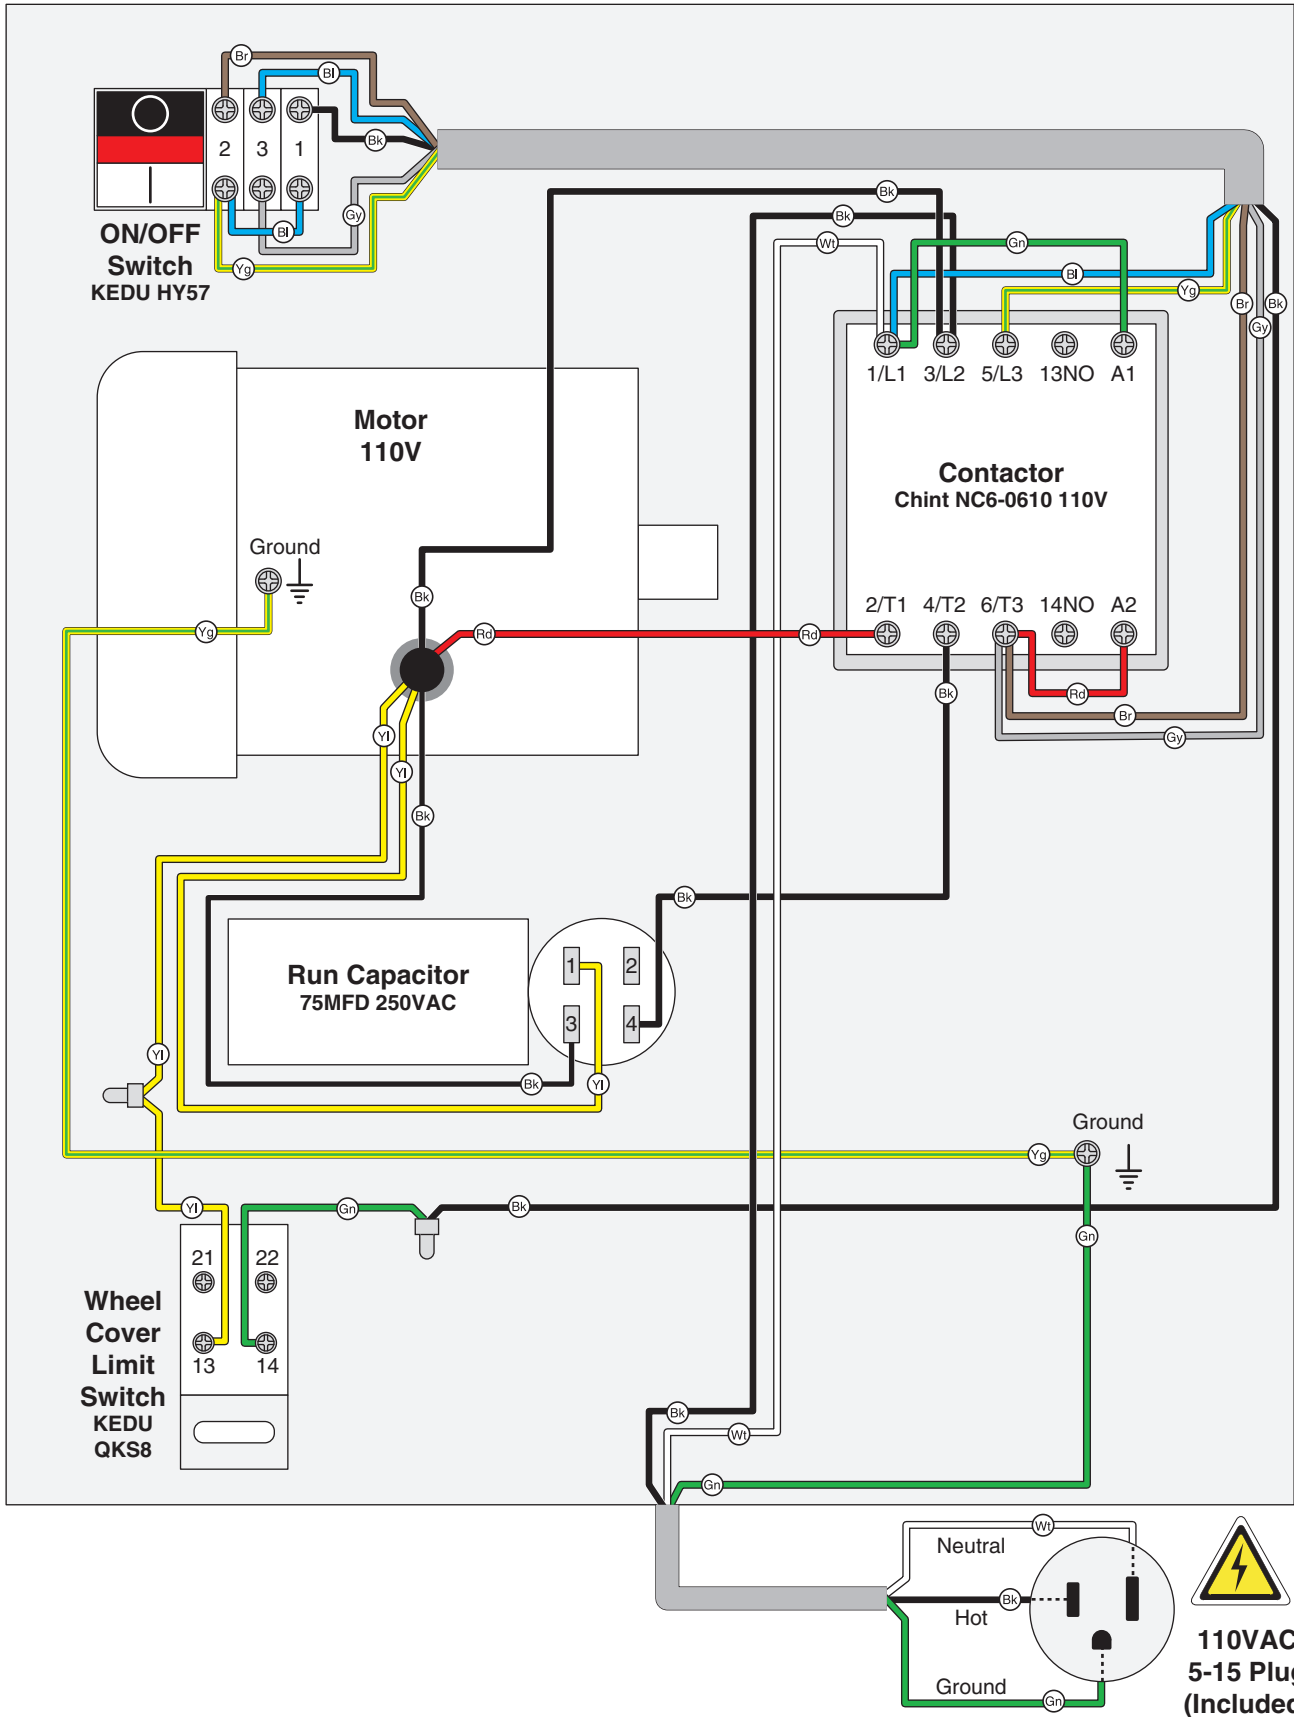 Br
Bl
Bk
2 3 1
Gy
Bl
Yg
ON/OFF
Switch
KEDU HY57
Bk
Bk
Wt
Gn
Bl
Yg
Br
Bk
Gy
1/L1 3/L2 5/L3 13NO A1
Contactor
Chint NC6-0610 110V
2/T1 4/T2 6/T3 14NO A2
Motor
110V
Ground
Yg
Bk
Rd
Rd
Bk
Rd
Br
Gy
Yl
Yl
Bk
Bk
Run Capacitor
75MFD 250VAC
1 2
3 4
Yl
Bk
Yl
Ground
Yg
Yl
Gn
Bk
Gn
21 22
13 14
Wheel
Cover
Limit
Switch
KEDU
QKS8
Bk
Wt
Gn
Neutral
Wt
Hot
Bk
Ground
Gn
110VAC
5-15 Plug
(Included